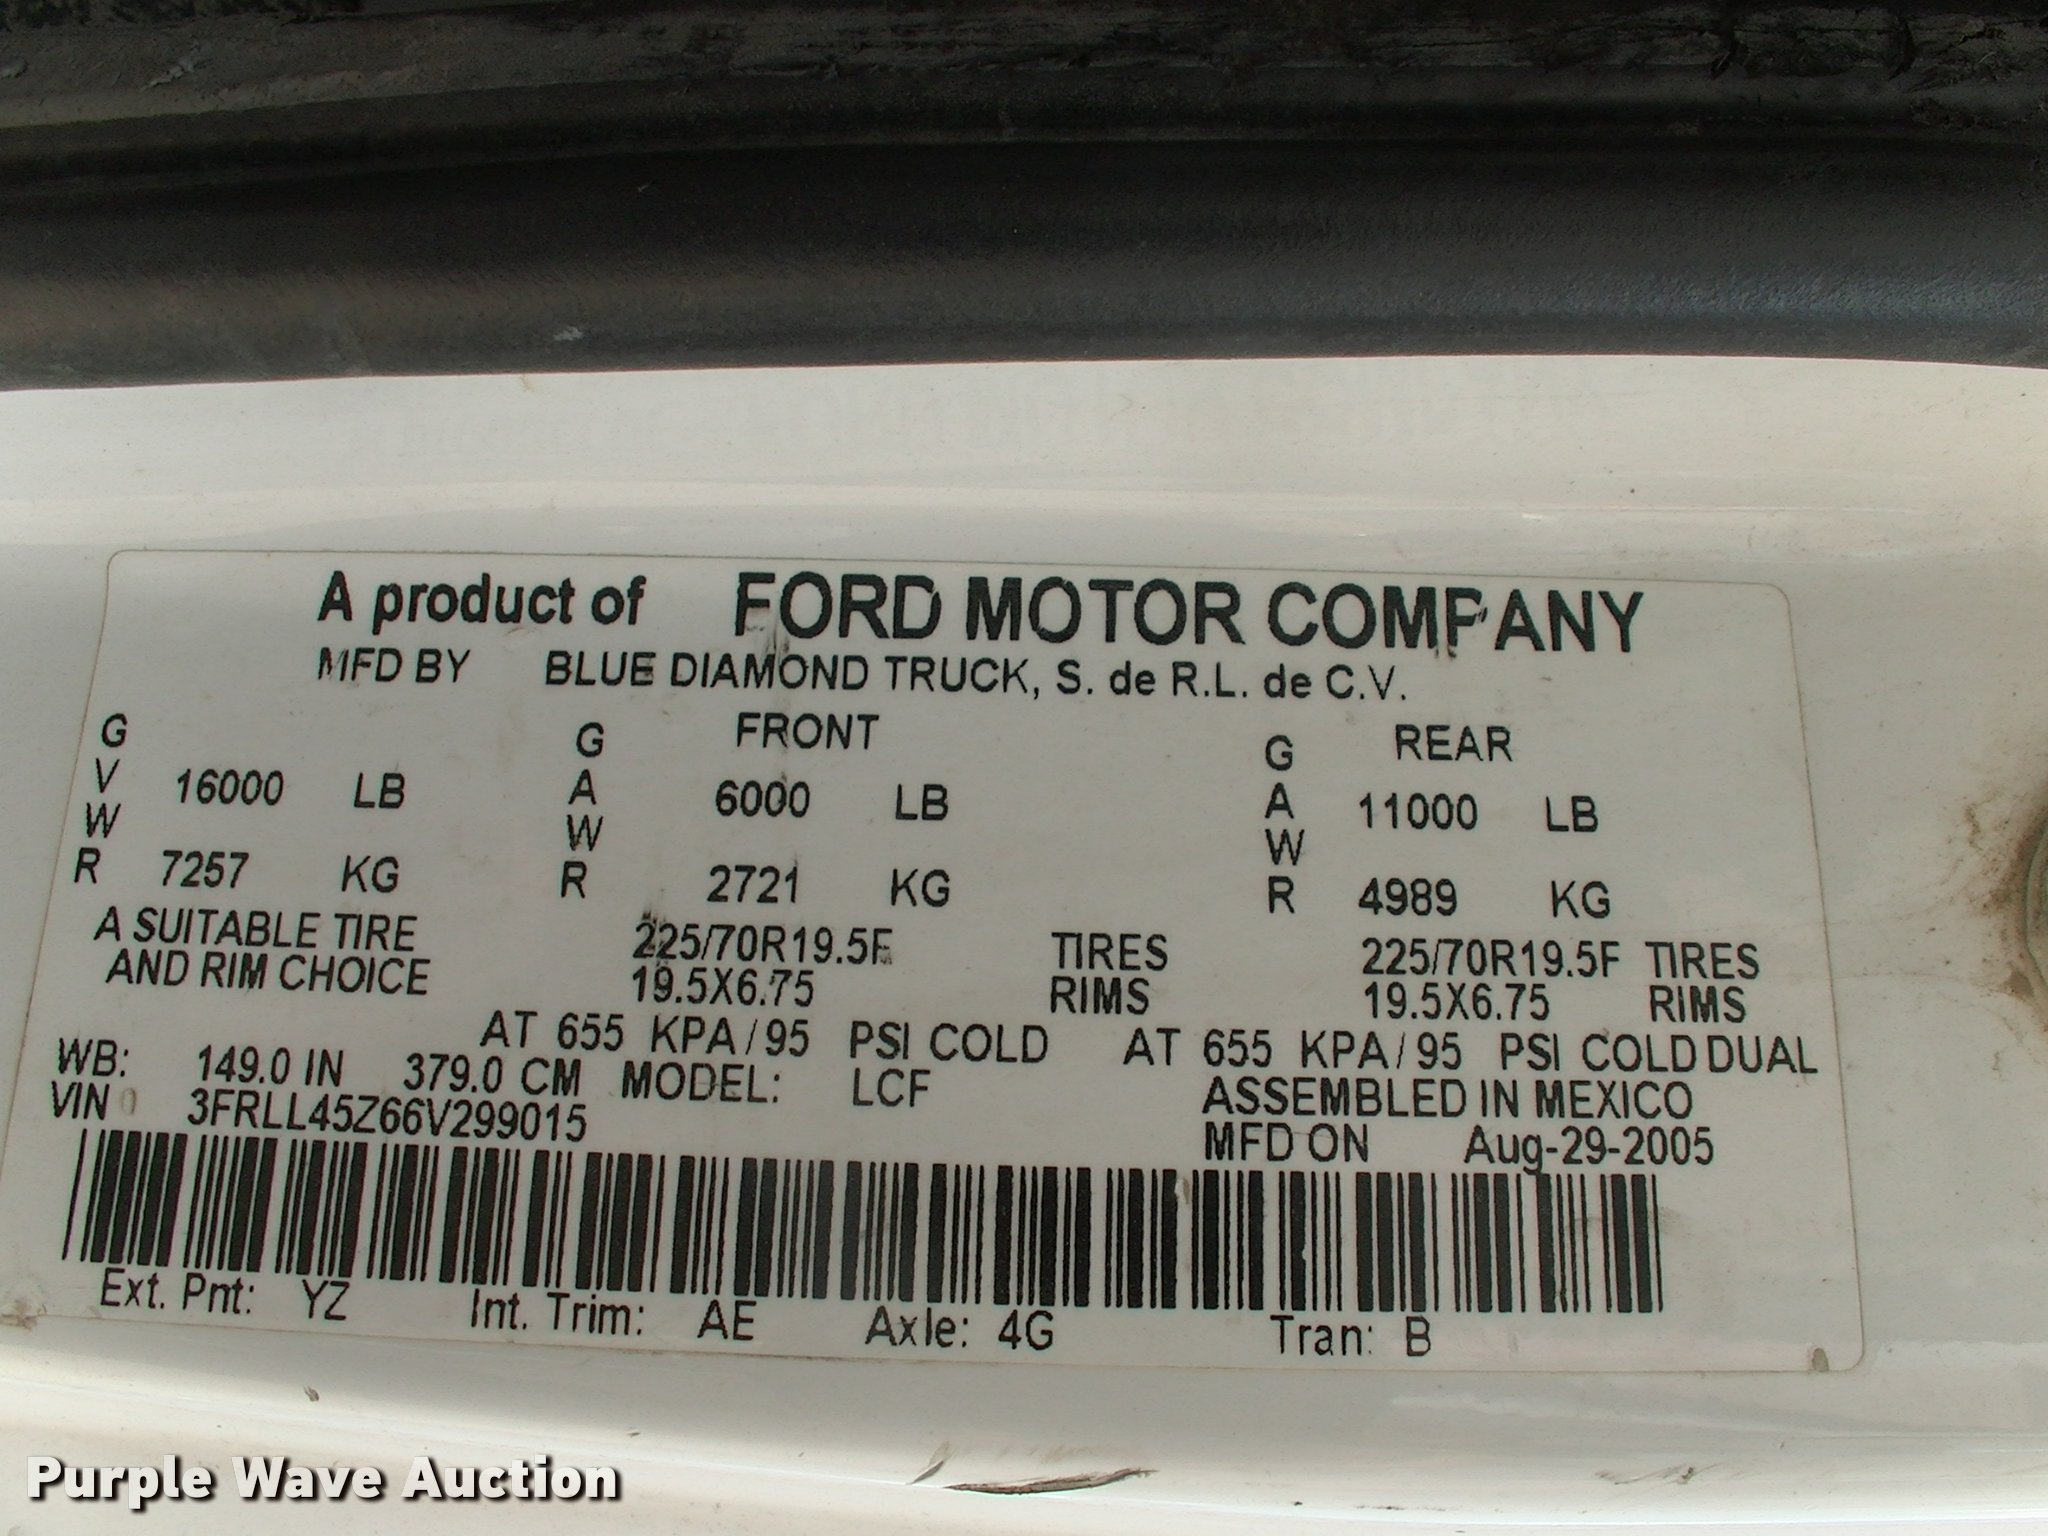 A product of FORD MOTOR COMPANY
MFD BY BLUE DIAMOND TRUCK, S. de R.L. de C.V.
GVWR 16000 LB 7257 KG
GAWR FRONT 6000 LB 2721 KG
GAWR REAR 11000 LB 4989 KG
A SUITABLE TIRE 225/70R19.5F TIRES 225/70R19.5F TIRES
AND RIM CHOICE 19.5X6.75 RIMS 19.5X6.75 RIMS
AT 655 KPA/95 PSI COLD AT 655 KPA/95 PSI COLD DUAL
WB: 149.0 IN 379.0 CM MODEL: LCF ASSEMBLED IN MEXICO
VIN 3FRLL45Z66V299015 MFD ON Aug-29-2005
Ext. Pnt: YZ Int. Trim: AE Axle: 4G Tran: B
Purple Wave Auction